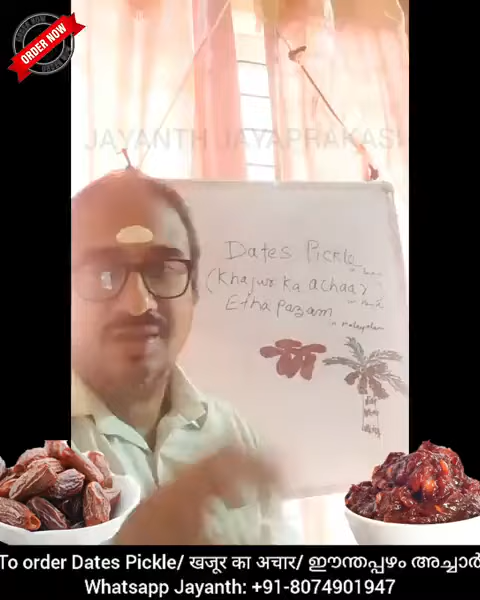 ORDER NOW
JAYANTH JAYAPRAKASH
Dates Pickle
(Khajur ka achaar
Etha pazam
in Malayalam
To order Dates Pickle/ खजूर का अचार/ ഈന്തപ്പഴം അച്ചാർ
Whatsapp Jayanth: +91-8074901947